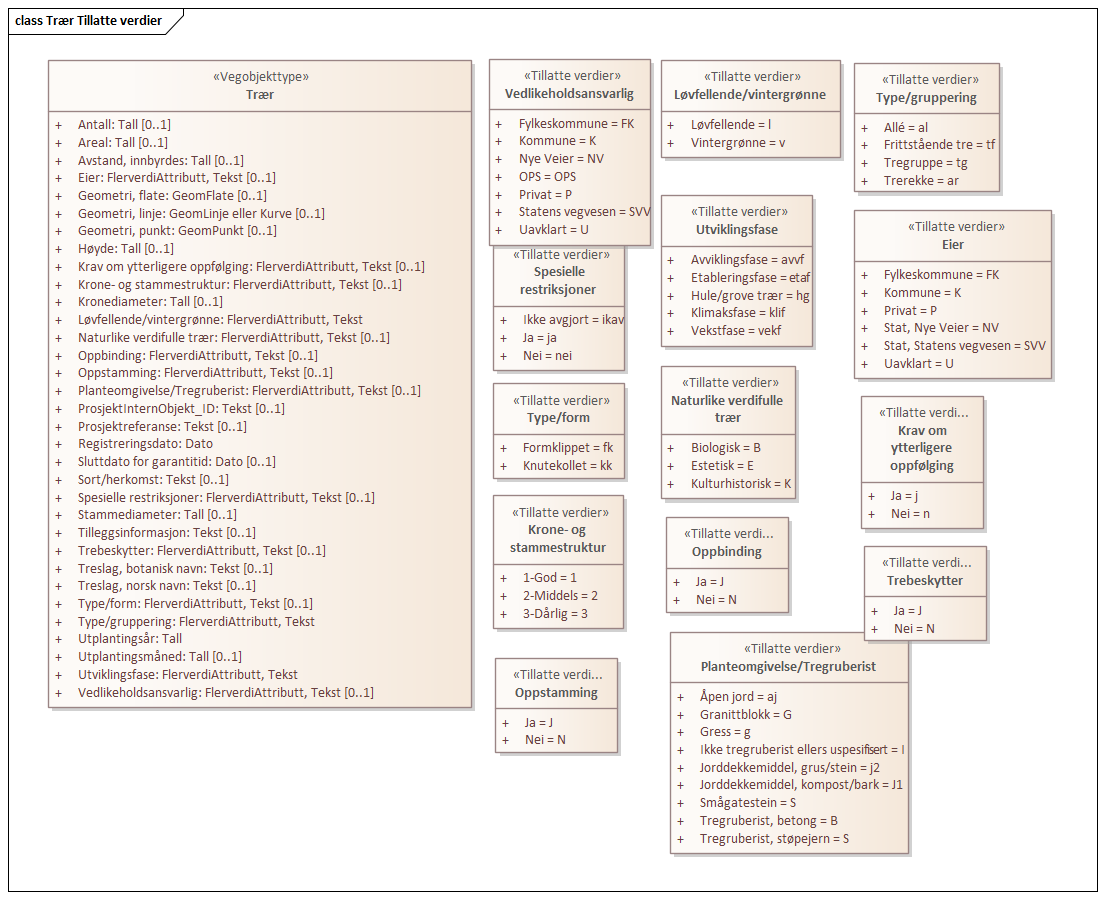 class Trær Tillatte verdier
«Vegobjekttype»
Trær
+ Antall: Tall [0..1]
+ Areal: Tall [0..1]
+ Avstand, innbyrdes: Tall [0..1]
+ Eier: FlerverdiAttributt, Tekst [0..1]
+ Geometri, flate: GeomFlate [0..1]
+ Geometri, linje: GeomLinje eller Kurve [0..1]
+ Geometri, punkt: GeomPunkt [0..1]
+ Høyde: Tall [0..1]
+ Krav om ytterligere oppfølging: FlerverdiAttributt, Tekst [0..1]
+ Krone- og stammestruktur: FlerverdiAttributt, Tekst [0..1]
+ Kronediameter: Tall [0..1]
+ Løvfellende/vintergrønne: FlerverdiAttributt, Tekst
+ Naturlike verdifulle trær: FlerverdiAttributt, Tekst [0..1]
+ Oppbinding: FlerverdiAttributt, Tekst [0..1]
+ Oppstamming: FlerverdiAttributt, Tekst [0..1]
+ Planteomgivelse/Tregruberist: FlerverdiAttributt, Tekst [0..1]
+ ProsjektInternObjekt_ID: Tekst [0..1]
+ Prosjektreferanse: Tekst [0..1]
+ Registreringsdato: Dato
+ Sluttdato for garantitid: Dato [0..1]
+ Sort/herkomst: Tekst [0..1]
+ Spesielle restriksjoner: FlerverdiAttributt, Tekst [0..1]
+ Stammediameter: Tall [0..1]
+ Tilleggsinformasjon: Tekst [0..1]
+ Trebeskytter: FlerverdiAttributt, Tekst [0..1]
+ Treslag, botanisk navn: Tekst [0..1]
+ Treslag, norsk navn: Tekst [0..1]
+ Type/form: FlerverdiAttributt, Tekst [0..1]
+ Type/gruppering: FlerverdiAttributt, Tekst
+ Utplantingsår: Tall
+ Utplantingsmåned: Tall [0..1]
+ Utviklingsfase: FlerverdiAttributt, Tekst
+ Vedlikeholdsansvarlig: FlerverdiAttributt, Tekst [0..1]
«Tillatte verdier»
Vedlikeholdsansvarlig
+ Fylkeskommune = FK
+ Kommune = K
+ Nye Veier = NV
+ OPS = OPS
+ Privat = P
+ Statens vegvesen = SVV
+ Uavklart = U
«Tillatte verdier»
Spesielle
restriksjoner
+ Ikke avgjort = ikav
+ Ja = ja
+ Nei = nei
«Tillatte verdier»
Type/form
+ Formklippet = fk
+ Knutekollet = kk
«Tillatte verdier»
Krone- og
stammestruktur
+ 1-God = 1
+ 2-Middels = 2
+ 3-Dårlig = 3
«Tillatte verdi...
Oppstamming
+ Ja = J
+ Nei = N
«Tillatte verdier»
Løvfellende/vintergrønne
+ Løvfellende = l
+ Vintergrønne = v
«Tillatte verdier»
Utviklingsfase
+ Avviklingsfase = avvf
+ Etableringsfase = etaf
+ Hule/grove trær = hg
+ Klimaksfase = klif
+ Vekstfase = vekf
«Tillatte verdier»
Naturlike verdifulle
trær
+ Biologisk = B
+ Estetisk = E
+ Kulturhistorisk = K
«Tillatte verdi...
Oppbinding
+ Ja = J
+ Nei = N
«Tillatte verdier»
Planteomgivelse/Tregruberist
+ Åpen jord = aj
+ Granittblokk = G
+ Gress = g
+ Ikke tregruberist ellers uspesifisert = I
+ Jorddekkemiddel, grus/stein = j2
+ Jorddekkemiddel, kompost/bark = J1
+ Smågatestein = S
+ Tregruberist, betong = B
+ Tregruberist, støpejern = S
«Tillatte verdier»
Type/gruppering
+ Allé = al
+ Frittstående tre = tf
+ Tregruppe = tg
+ Trerekke = ar
«Tillatte verdier»
Eier
+ Fylkeskommune = FK
+ Kommune = K
+ Privat = P
+ Stat, Nye Veier = NV
+ Stat, Statens vegvesen = SVV
+ Uavklart = U
«Tillatte verdi...
Krav om
ytterligere
oppfølging
+ Ja = j
+ Nei = n
«Tillatte verdi...
Trebeskytter
+ Ja = J
+ Nei = N